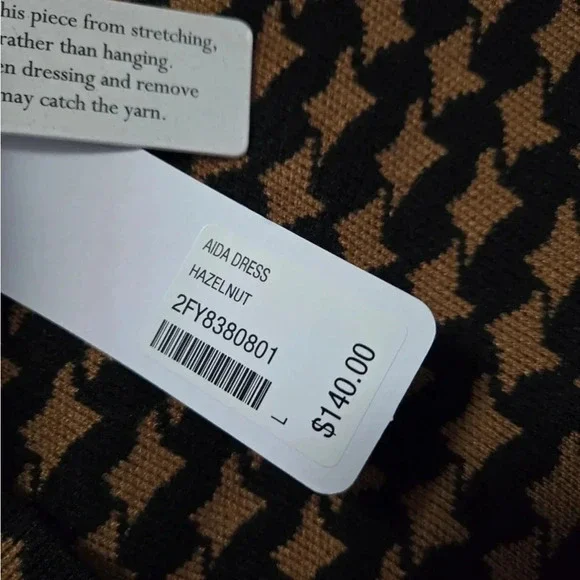 his piece from stretching,
rather than hanging.
en dressing and remove
may catch the yarn.
AIDA DRESS
HAZELNUT
2FY8380801
L
$140.00